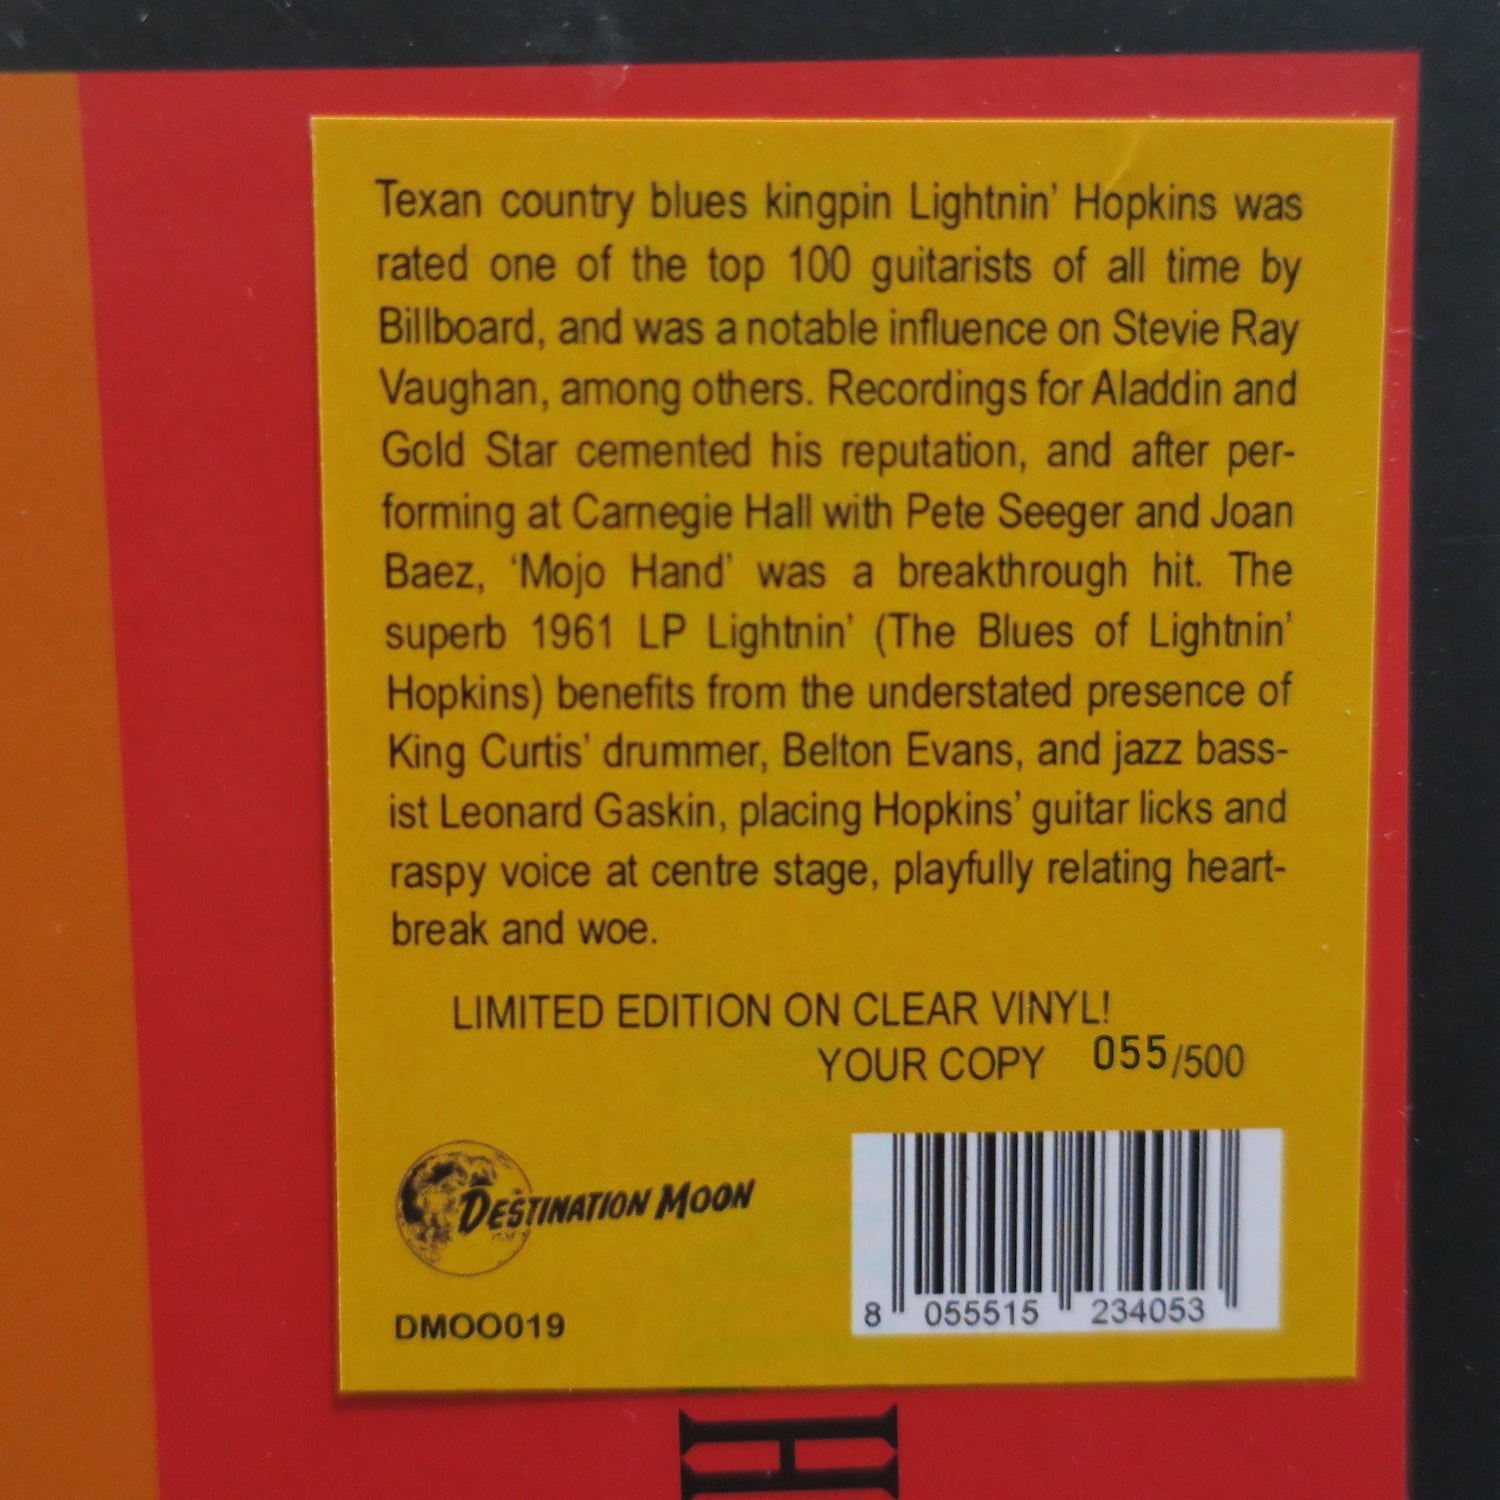 Texan country blues kingpin Lightnin' Hopkins was
rated one of the top 100 guitarists of all time by
Billboard, and was a notable influence on Stevie Ray
Vaughan, among others. Recordings for Aladdin and
Gold Star cemented his reputation, and after per-
forming at Carnegie Hall with Pete Seeger and Joan
Baez, 'Mojo Hand' was a breakthrough hit. The
superb 1961 LP Lightnin' (The Blues of Lightnin'
Hopkins) benefits from the understated presence of
King Curtis' drummer, Belton Evans, and jazz bass-
ist Leonard Gaskin, placing Hopkins' guitar licks and
raspy voice at centre stage, playfully relating heart-
break and woe.
LIMITED EDITION ON CLEAR VINYL!
YOUR COPY 055/500
DESTINATION MOON
DMOO019
8 055515 234053
H